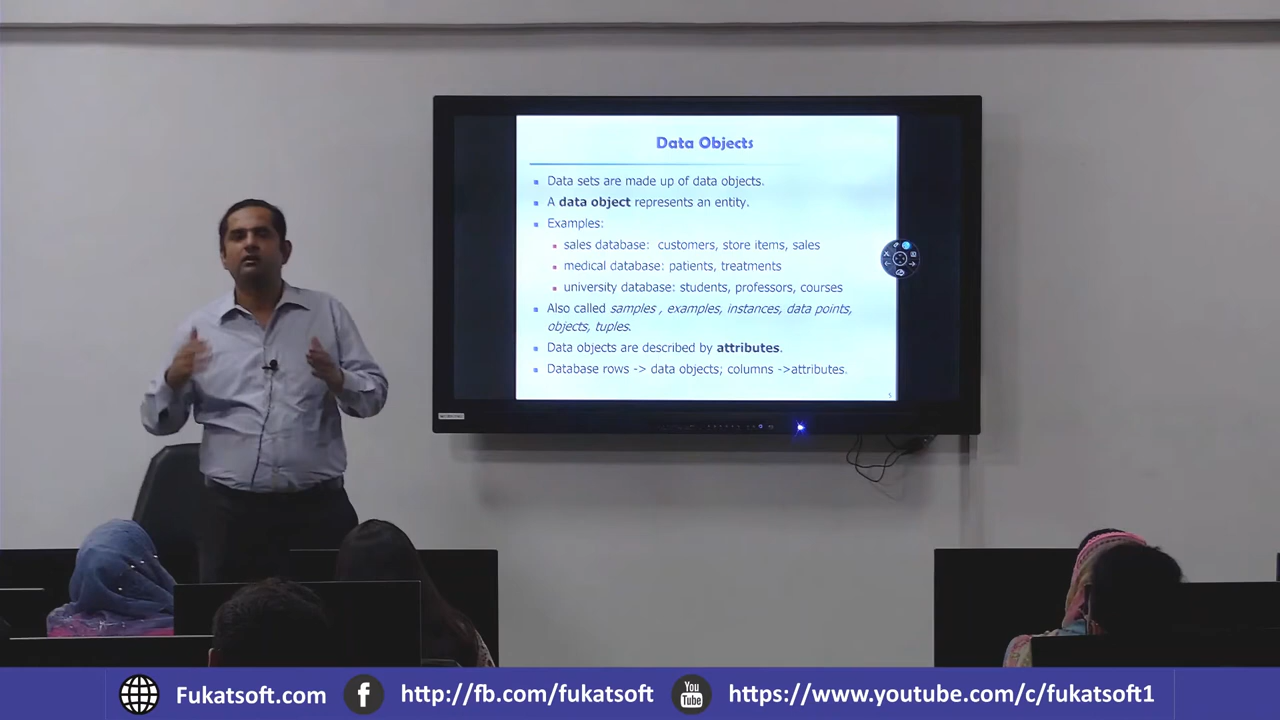 Data Objects
Data sets are made up of data objects.
A data object represents an entity.
Examples:
sales database: customers, store items, sales
medical database: patients, treatments
university database: students, professors, courses
Also called samples , examples, instances, data points,
objects, tuples.
Data objects are described by attributes.
Database rows -> data objects; columns ->attributes.
5
Fukatsoft.com
http://fb.com/fukatsoft
You
Tube
https://www.youtube.com/c/fukatsoft1